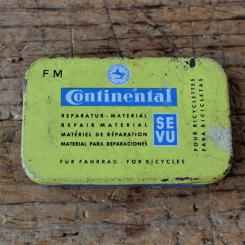 FM
Continental
REPARATUR-MATERIAL
REPAIR MATERIAL
MATÉRIEL DE RÉPARATION
MATERIAL PARA REPARACIONES
SE
VU
POUR BICYCLETTES
PARA BICICLETAS
FÜR FAHRRAD - FOR BICYCLES